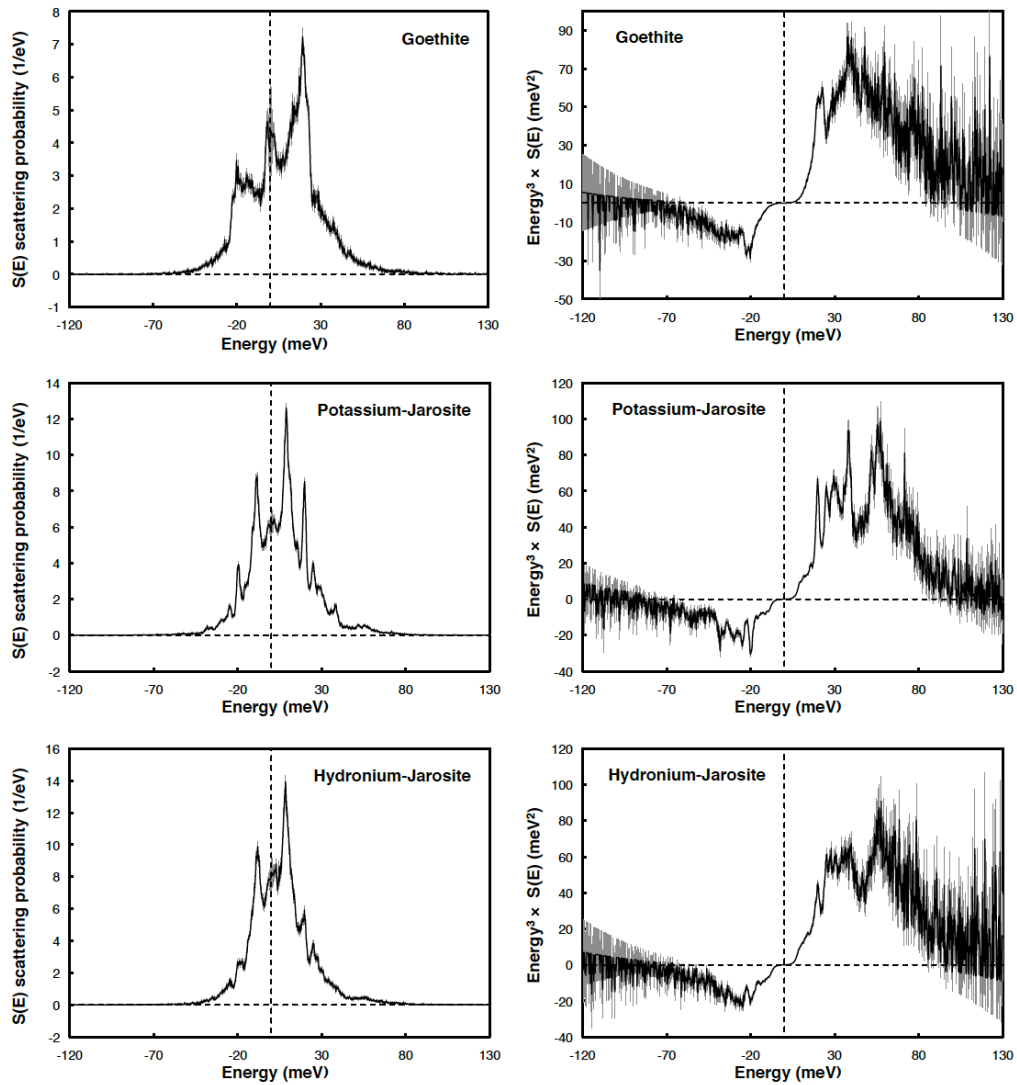 Goethite
S(E) scattering probability (1/eV)
8
7
6
5
4
3
2
1
0
-1
-120 -70 -20 30 80 130
Energy (meV)
Goethite
Energy³ × S(E) (meV²)
90
70
50
30
10
-10
-30
-50
-120 -70 -20 30 80 130
Energy (meV)
Potassium-Jarosite
S(E) scattering probability (1/eV)
14
12
10
8
6
4
2
0
-2
-120 -70 -20 30 80 130
Energy (meV)
Potassium-Jarosite
Energy³ × S(E) (meV²)
120
100
80
60
40
20
0
-20
-40
-120 -70 -20 30 80 130
Energy (meV)
Hydronium-Jarosite
S(E) scattering probability (1/eV)
16
14
12
10
8
6
4
2
0
-2
-120 -70 -20 30 80 130
Energy (meV)
Hydronium-Jarosite
Energy³ × S(E) (meV²)
120
100
80
60
40
20
0
-20
-40
-120 -70 -20 30 80 130
Energy (meV)